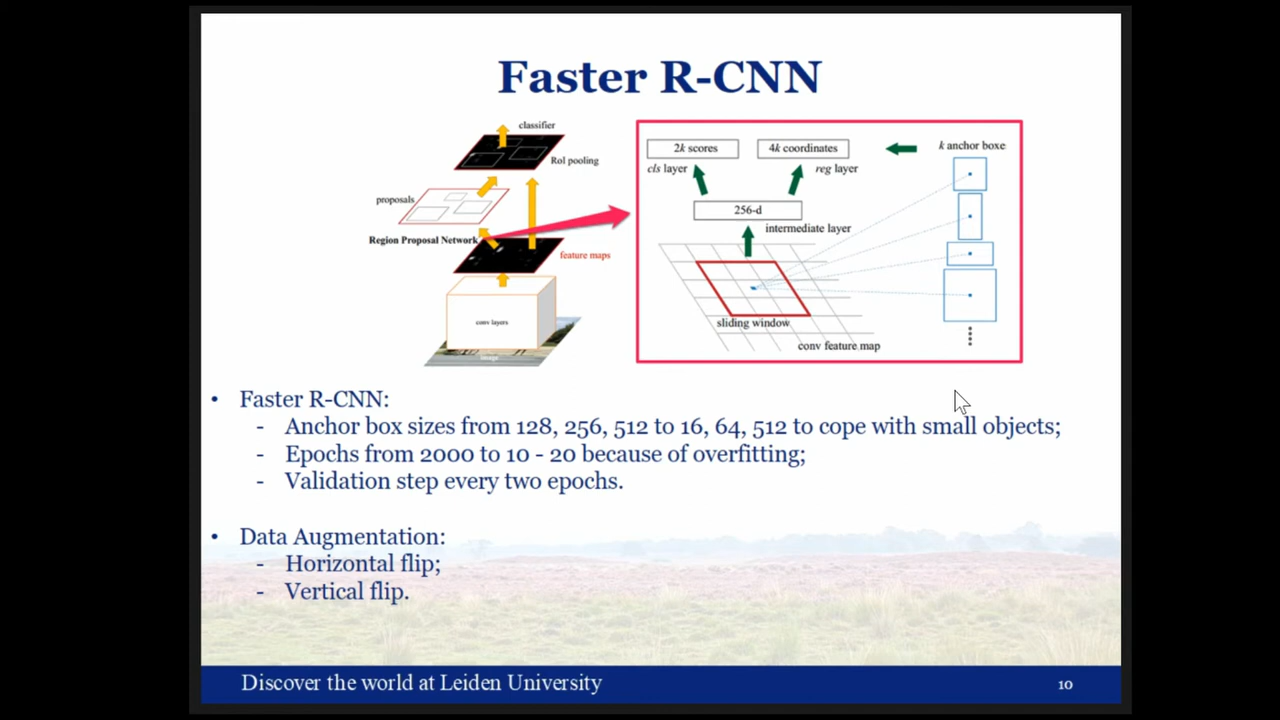 Faster R-CNN
classifier
RoI pooling
proposals
Region Proposal Network
feature maps
conv layers
image
2k scores
4k coordinates
k anchor boxe
cls layer
reg layer
256-d
intermediate layer
sliding window
conv feature map
• Faster R-CNN:
- Anchor box sizes from 128, 256, 512 to 16, 64, 512 to cope with small objects;
- Epochs from 2000 to 10 - 20 because of overfitting;
- Validation step every two epochs.
• Data Augmentation:
- Horizontal flip;
- Vertical flip.
Discover the world at Leiden University
10